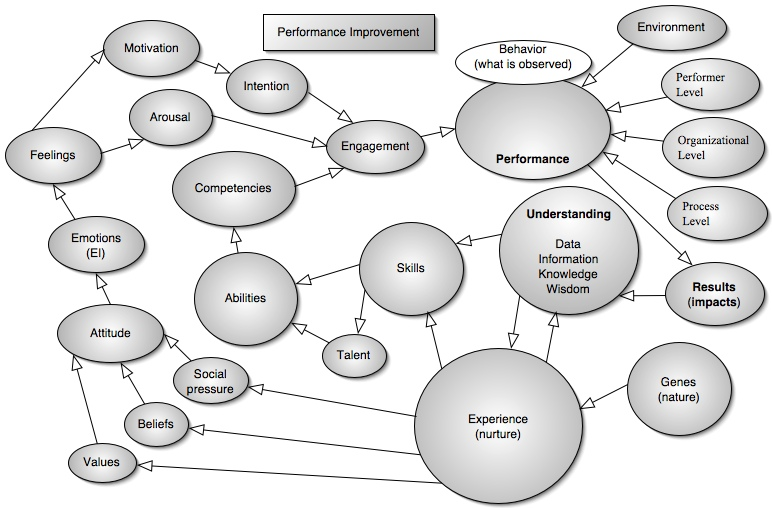 Motivation
Performance Improvement
Behavior
(what is observed)
Environment
Intention
Performer
Level
Arousal
Engagement
Performance
Organizational
Level
Feelings
Competencies
Process
Level
Understanding
Data
Information
Knowledge
Wisdom
Emotions
(EI)
Skills
Abilities
Results
(impacts)
Attitude
Talent
Social
pressure
Genes
(nature)
Beliefs
Experience
(nurture)
Values